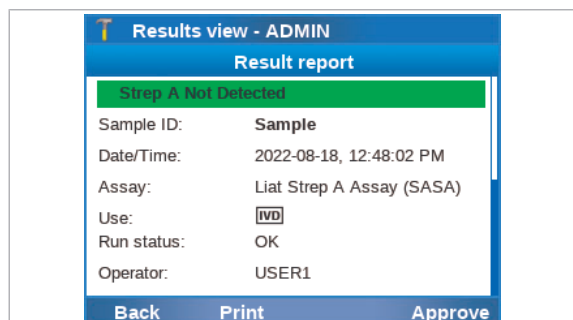 Results view - ADMIN
Result report
Strep A Not Detected
Sample ID: Sample
Date/Time: 2022-08-18, 12:48:02 PM
Assay: Liat Strep A Assay (SASA)
Use: IVD
Run status: OK
Operator: USER1
Back Print Approve